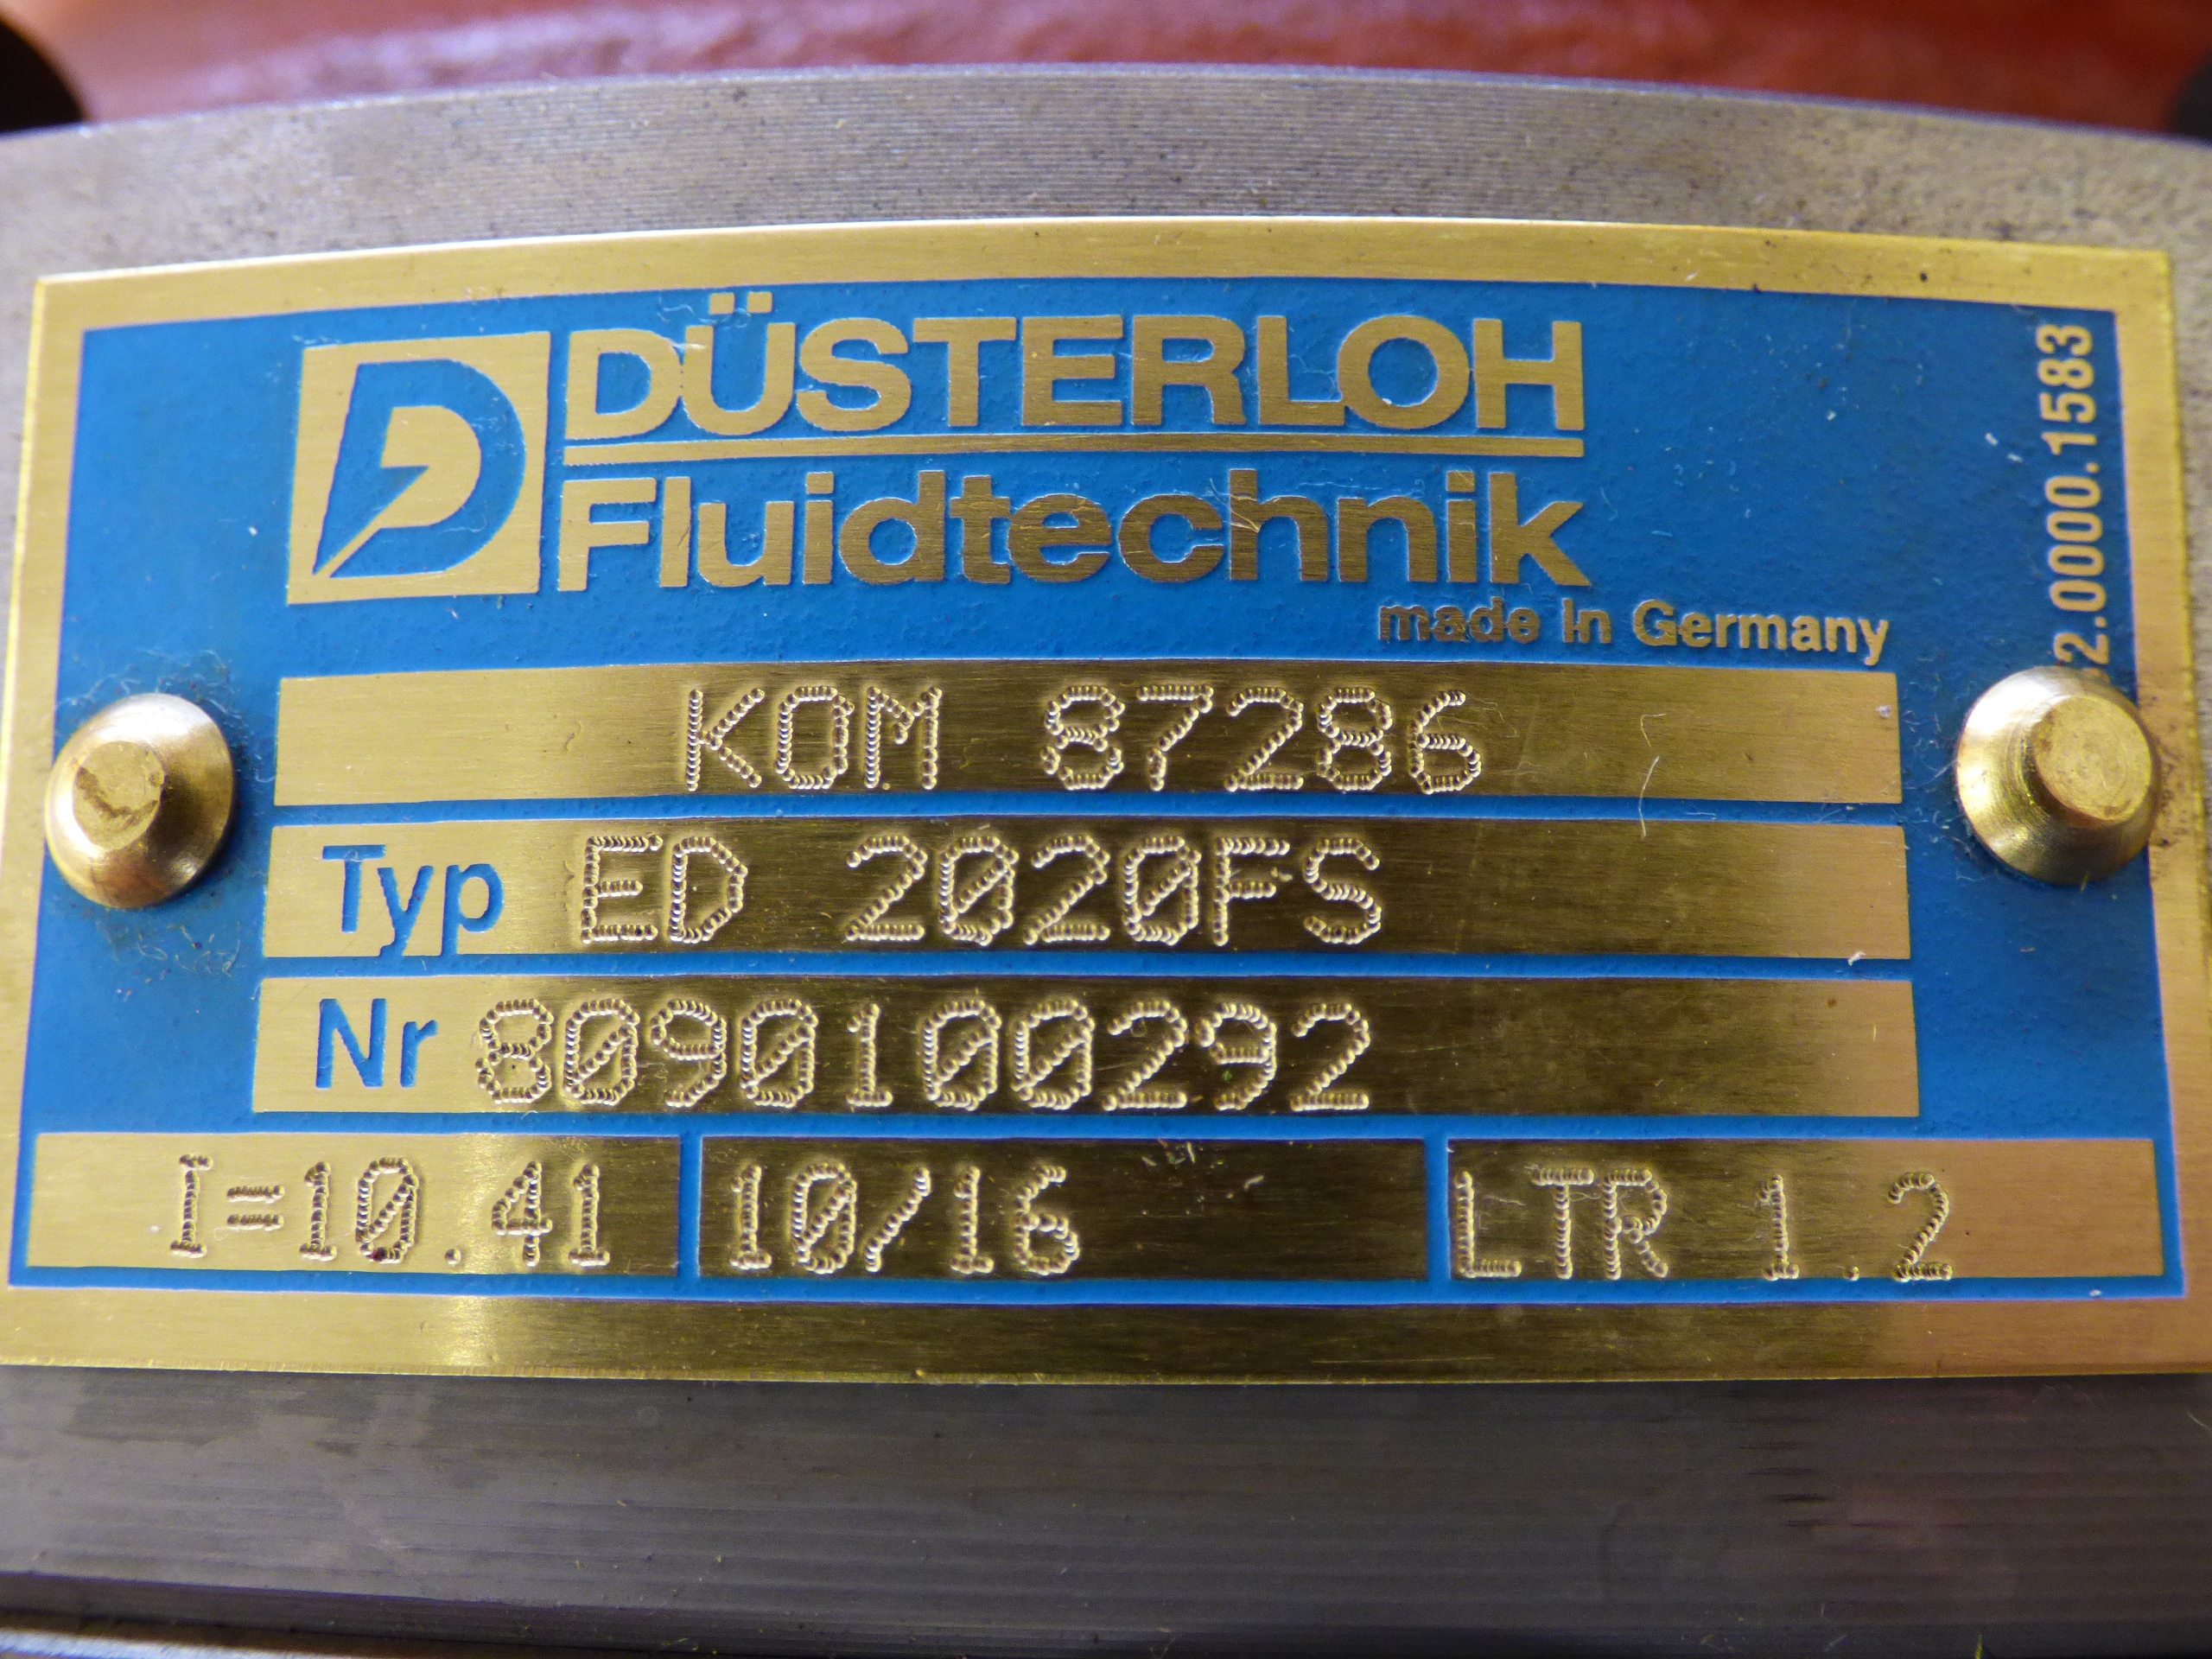 DÜSTERLOH
Fluidtechnik
made in Germany
2.0000.1583
KOM 87286
Typ ED 2020FS
Nr 8090100292
I=10.41 10/16 LTR 1.2